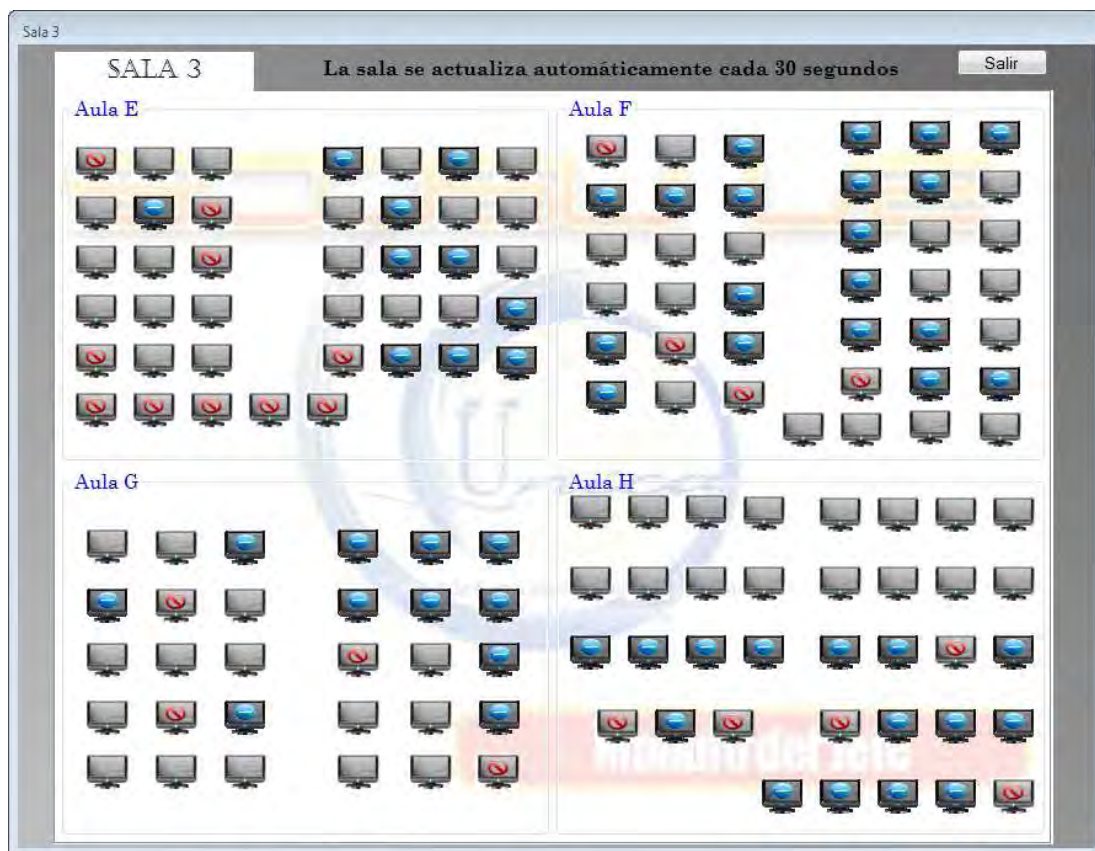 Sala 3
SALA 3
La sala se actualiza automáticamente cada 30 segundos
Salir
Aula E
Aula F
Aula G
Aula H